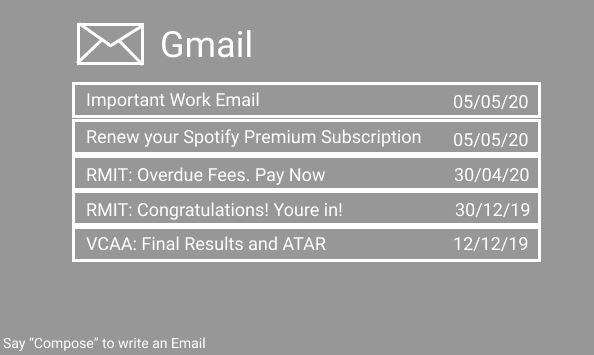 Gmail
Important Work Email 05/05/20
Renew your Spotify Premium Subscription 05/05/20
RMIT: Overdue Fees. Pay Now 30/04/20
RMIT: Congratulations! Youre in! 30/12/19
VCAA: Final Results and ATAR 12/12/19
Say “Compose” to write an Email